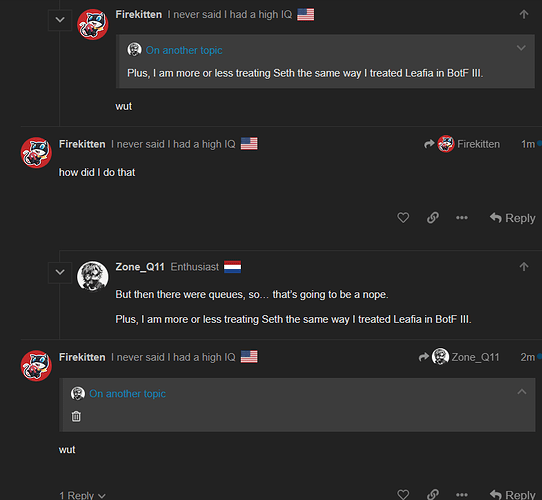 Firekitten I never said I had a high IQ
On another topic
Plus, I am more or less treating Seth the same way I treated Leafia in BotF III.
wut
Firekitten I never said I had a high IQ Firekitten 1m
how did I do that
Reply
Zone_Q11 Enthusiast
But then there were queues, so... that's going to be a nope.
Plus, I am more or less treating Seth the same way I treated Leafia in BotF III.
Firekitten I never said I had a high IQ Zone_Q11 2m
On another topic
wut
1 Reply Reply